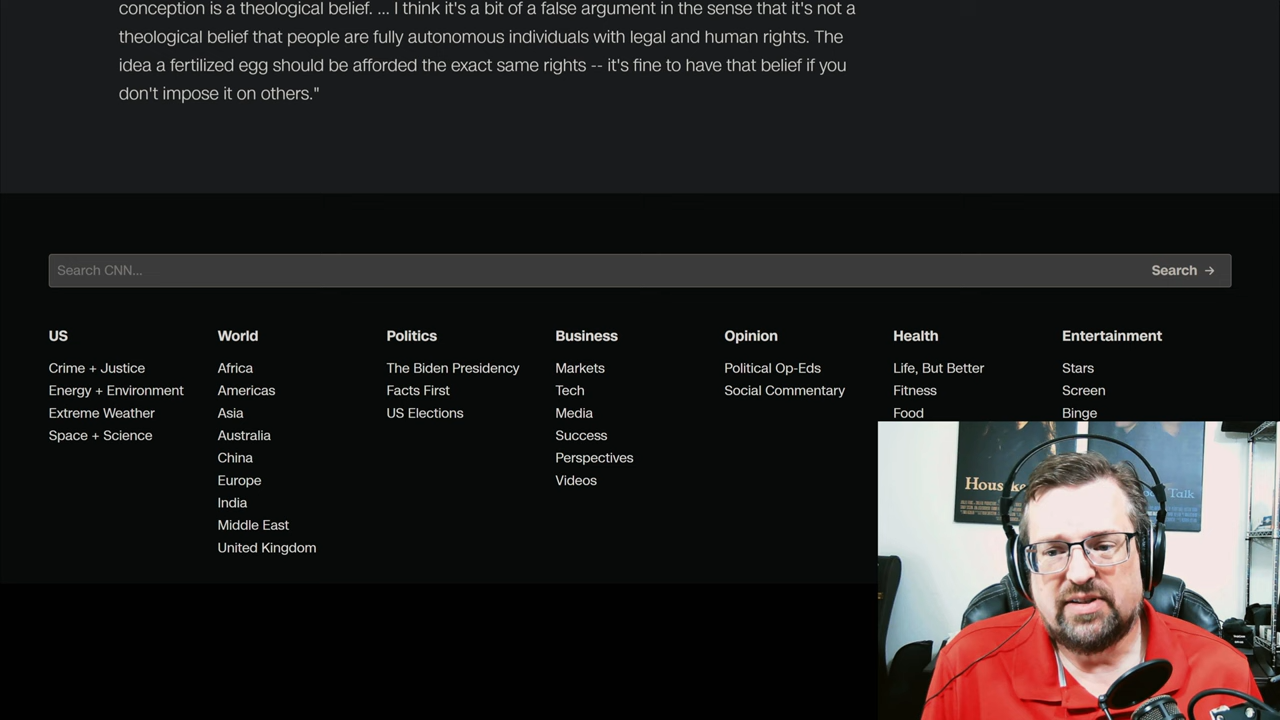 conception is a theological belief. ... I think it's a bit of a false argument in the sense that it's not a
theological belief that people are fully autonomous individuals with legal and human rights. The
idea a fertilized egg should be afforded the exact same rights -- it's fine to have that belief if you
don't impose it on others."
Search CNN...
Search →
US
Crime + Justice
Energy + Environment
Extreme Weather
Space + Science
World
Africa
Americas
Asia
Australia
China
Europe
India
Middle East
United Kingdom
Politics
The Biden Presidency
Facts First
US Elections
Business
Markets
Tech
Media
Success
Perspectives
Videos
Opinion
Political Op-Eds
Social Commentary
Health
Life, But Better
Fitness
Food
Entertainment
Stars
Screen
Binge
Talk